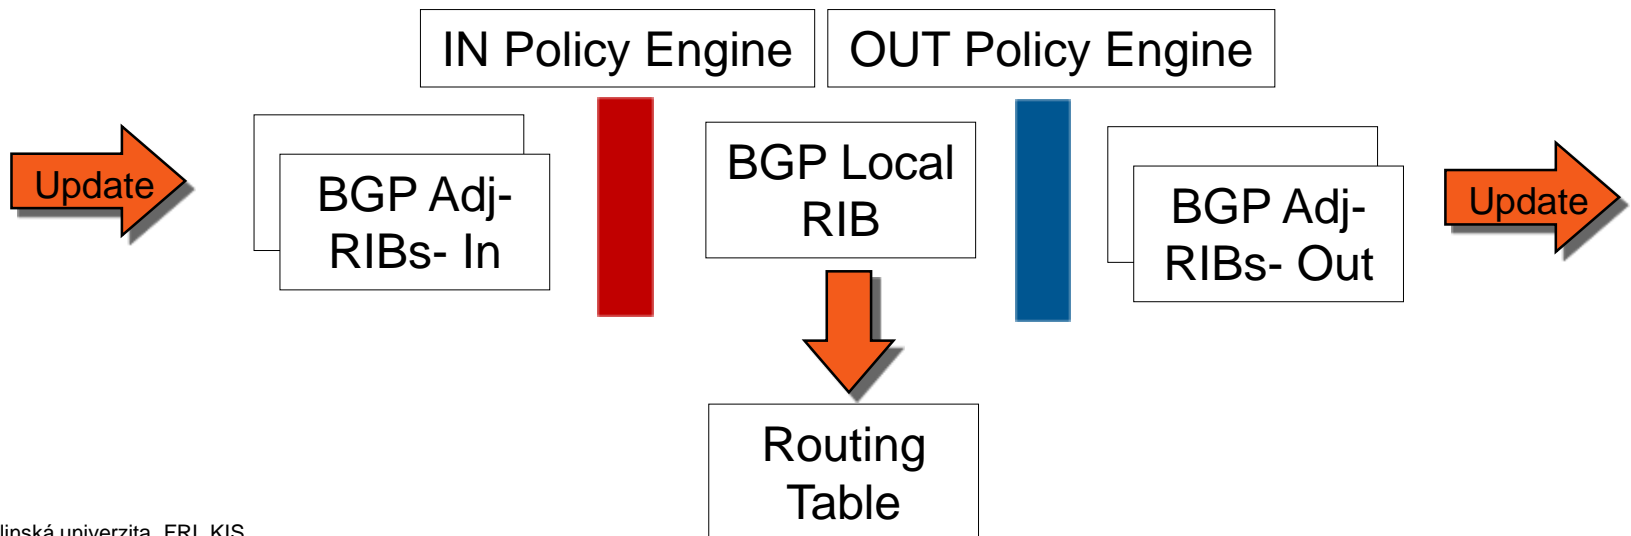 IN Policy Engine
OUT Policy Engine
Update
BGP Adj-
RIBs- In
BGP Local
RIB
BGP Adj-
RIBs- Out
Update
Routing
Table
univerzita, FRI, KIS